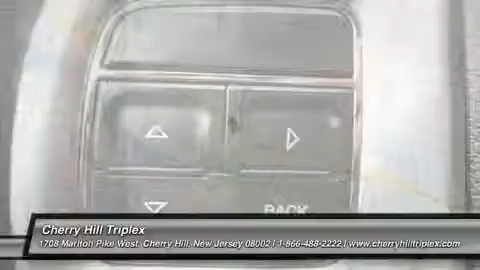 BACK
Cherry Hill Triplex
1708 Marlton Pike West, Cherry Hill, New Jersey 08002 | 1-866-488-2222 | www.cherryhilltriplex.com